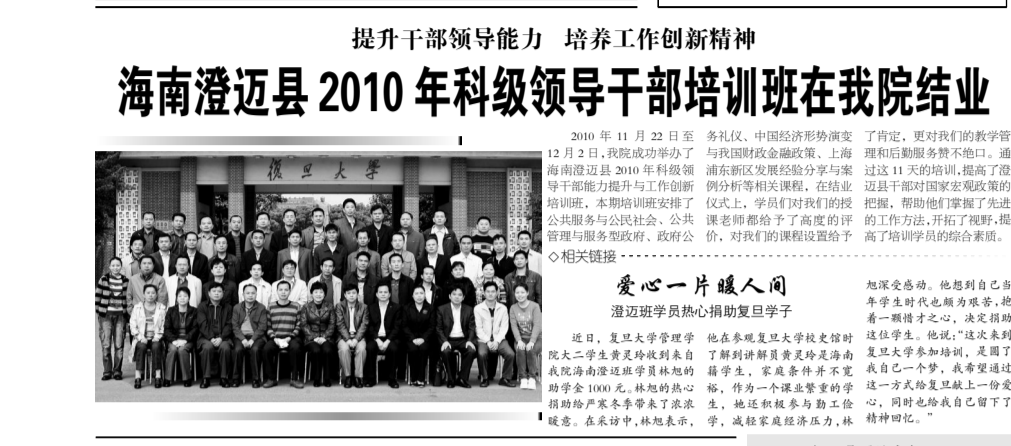 提升干部领导能力 培养工作创新精神
海南澄迈县 2010 年科级领导干部培训班在我院结业
复旦大学
2010 年 11 月 22 日至
12 月 2 日,我院成功举办了
海南澄迈县 2010 年科级领
导干部能力提升与工作创新
培训班，本期培训班安排了
公共服务与公民社会、公共
管理与服务型政府、政府公
务礼仪、中国经济形势演变
与我国财政金融政策、上海
浦东新区发展经验分享与案
例分析等相关课程，在结业
仪式上，学员们对我们的授
课老师都给予了高度的评
价，对我们的课程设置给予
了肯定，更对我们的教学管
理和后勤服务赞不绝口。通
过这 11 天的培训,提高了澄
迈县干部对国家宏观政策的
把握，帮助他们掌握了先进
的工作方法,开拓了视野,提
高了培训学员的综合素质。
◇相关链接
爱心一片暖人间
澄迈班学员热心捐助复旦学子
近日，复旦大学管理学
院大二学生黄灵玲收到来自
我院海南澄迈班学员林旭的
助学金 1000 元。林旭的热心
捐助给严寒冬季带来了浓浓
暖意。在采访中,林旭表示，
他在参观复旦大学校史馆时
了解到讲解员黄灵玲是海南
籍学生，家庭条件并不宽
裕，作为一个课业繁重的学
生，她还积极参与勤工俭
学，减轻家庭经济压力,林
旭深受感动。他想到自己当
年学生时代也颇为艰苦,抱
着一颗惜才之心，决定捐助
这位学生。他说:“这次来到
复旦大学参加培训，是圆了
我自己一个梦，我希望通过
这一方式给复旦献上一份爱
心，同时也给我自己留下了
精神回忆。”